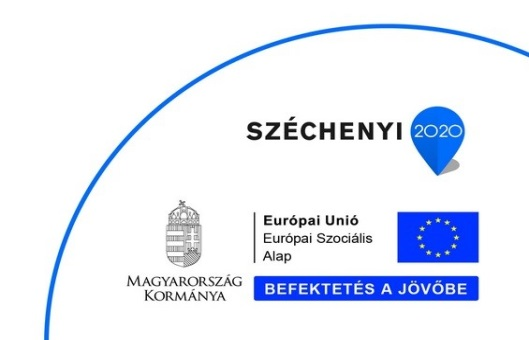 SZÉCHENYI 2020
Európai Unió
Európai Szociális
Alap
MAGYARORSZÁG
KORMÁNYA
BEFEKTETÉS A JÖVŐBE